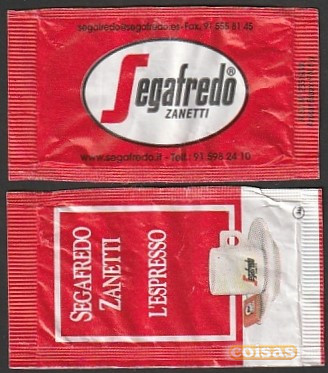 segafredo@segafredo.es - Fax: 91 555 81 45
Segafredo®
ZANETTI
www.segafredo.it - Telf.: 91 598 24 10
SEGAFREDO
ZANETTI
L'ESPRESSO
Segafredo
coisas